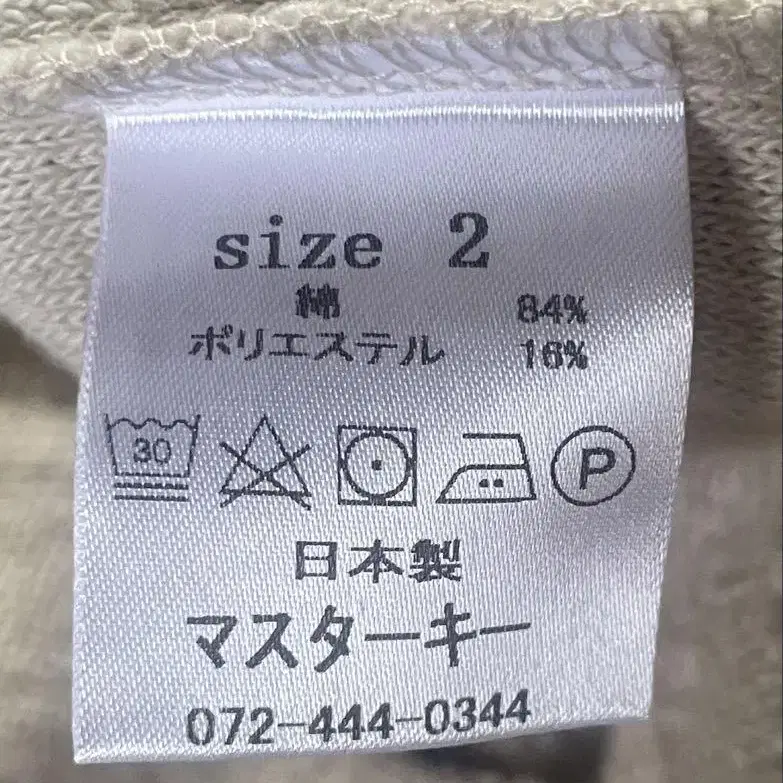 size 2
綿 84%
ポリエステル 16%
30 P
日本製
マスターキー
072-444-0344